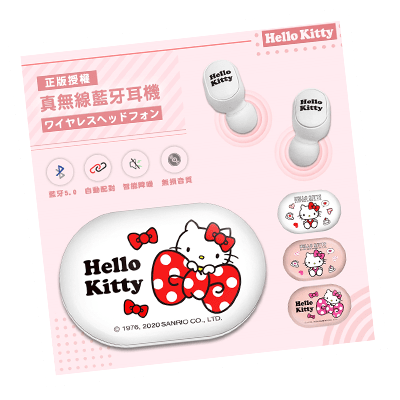 Hello Kitty
正版授權
真無線藍牙耳機
ワイヤレスヘッドフォン
Hello
Kitty
Hello
Kitty
藍牙5.0
自動配對
智能降噪
無損音質
Hello
Kitty
© 1976, 2020 SANRIO CO., LTD.
Hello
Kitty